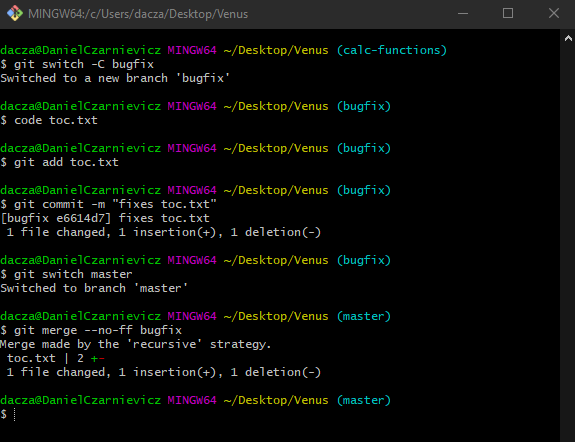 MINGW64:/c/Users/dacza/Desktop/Venus
dacza@DanielCzarnievicz MINGW64 ~/Desktop/Venus (calc-functions)
$ git switch -C bugfix
Switched to a new branch 'bugfix'
dacza@DanielCzarnievicz MINGW64 ~/Desktop/Venus (bugfix)
$ code toc.txt
dacza@DanielCzarnievicz MINGW64 ~/Desktop/Venus (bugfix)
$ git add toc.txt
dacza@DanielCzarnievicz MINGW64 ~/Desktop/Venus (bugfix)
$ git commit -m "fixes toc.txt"
[bugfix e6614d7] fixes toc.txt
 1 file changed, 1 insertion(+), 1 deletion(-)
dacza@DanielCzarnievicz MINGW64 ~/Desktop/Venus (bugfix)
$ git switch master
Switched to branch 'master'
dacza@DanielCzarnievicz MINGW64 ~/Desktop/Venus (master)
$ git merge --no-ff bugfix
Merge made by the 'recursive' strategy.
 toc.txt | 2 +-
 1 file changed, 1 insertion(+), 1 deletion(-)
dacza@DanielCzarnievicz MINGW64 ~/Desktop/Venus (master)
$